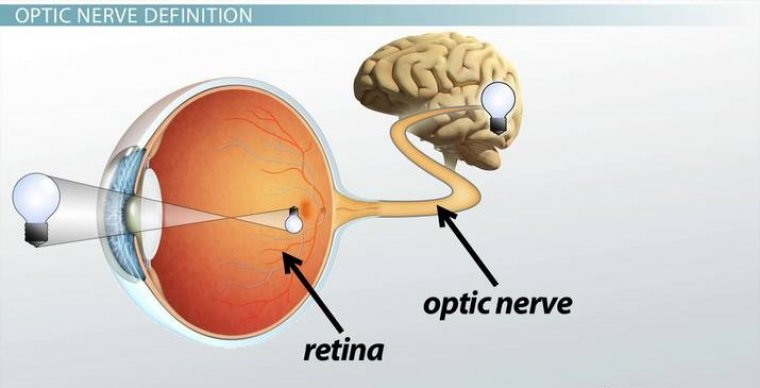 OPTIC NERVE DEFINITION
optic nerve
retina